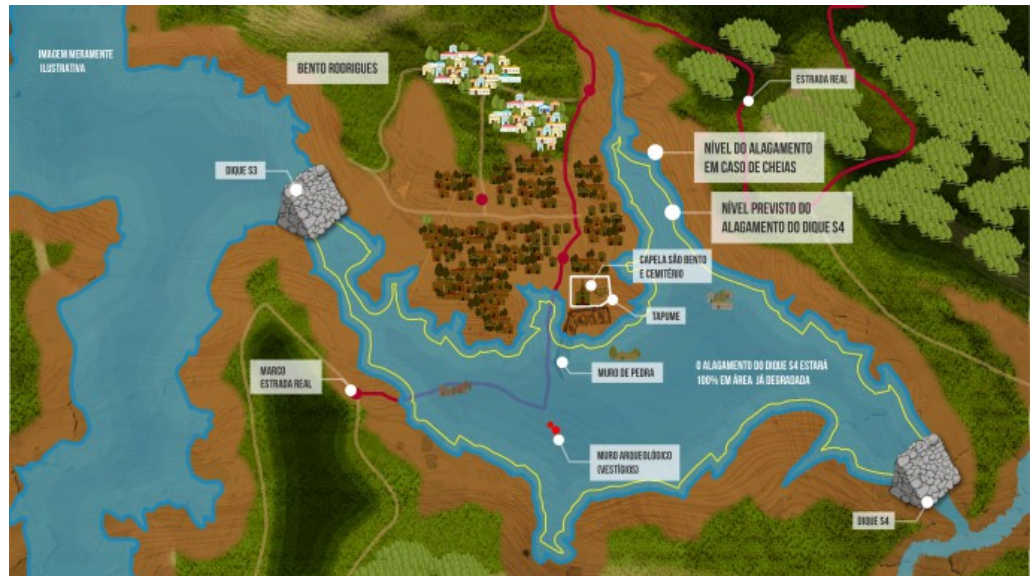 IMAGEM MERAMENTE
ILUSTRATIVA
BENTO RODRIGUES
ESTRADA REAL
NÍVEL DO ALAGAMENTO
EM CASO DE CHEIAS
DIQUE S3
NÍVEL PREVISTO DO
ALAGAMENTO DO DIQUE S4
CAPELA SÃO BENTO
E CEMITÉRIO
TAPUME
MARCO
ESTRADA REAL
MURO DE PEDRA
O ALAGAMENTO DO DIQUE S4 ESTARÁ
100% EM ÁREA JÁ DEGRADADA
MURO ARQUEOLÓGICO
(VESTÍGIOS)
DIQUE S4